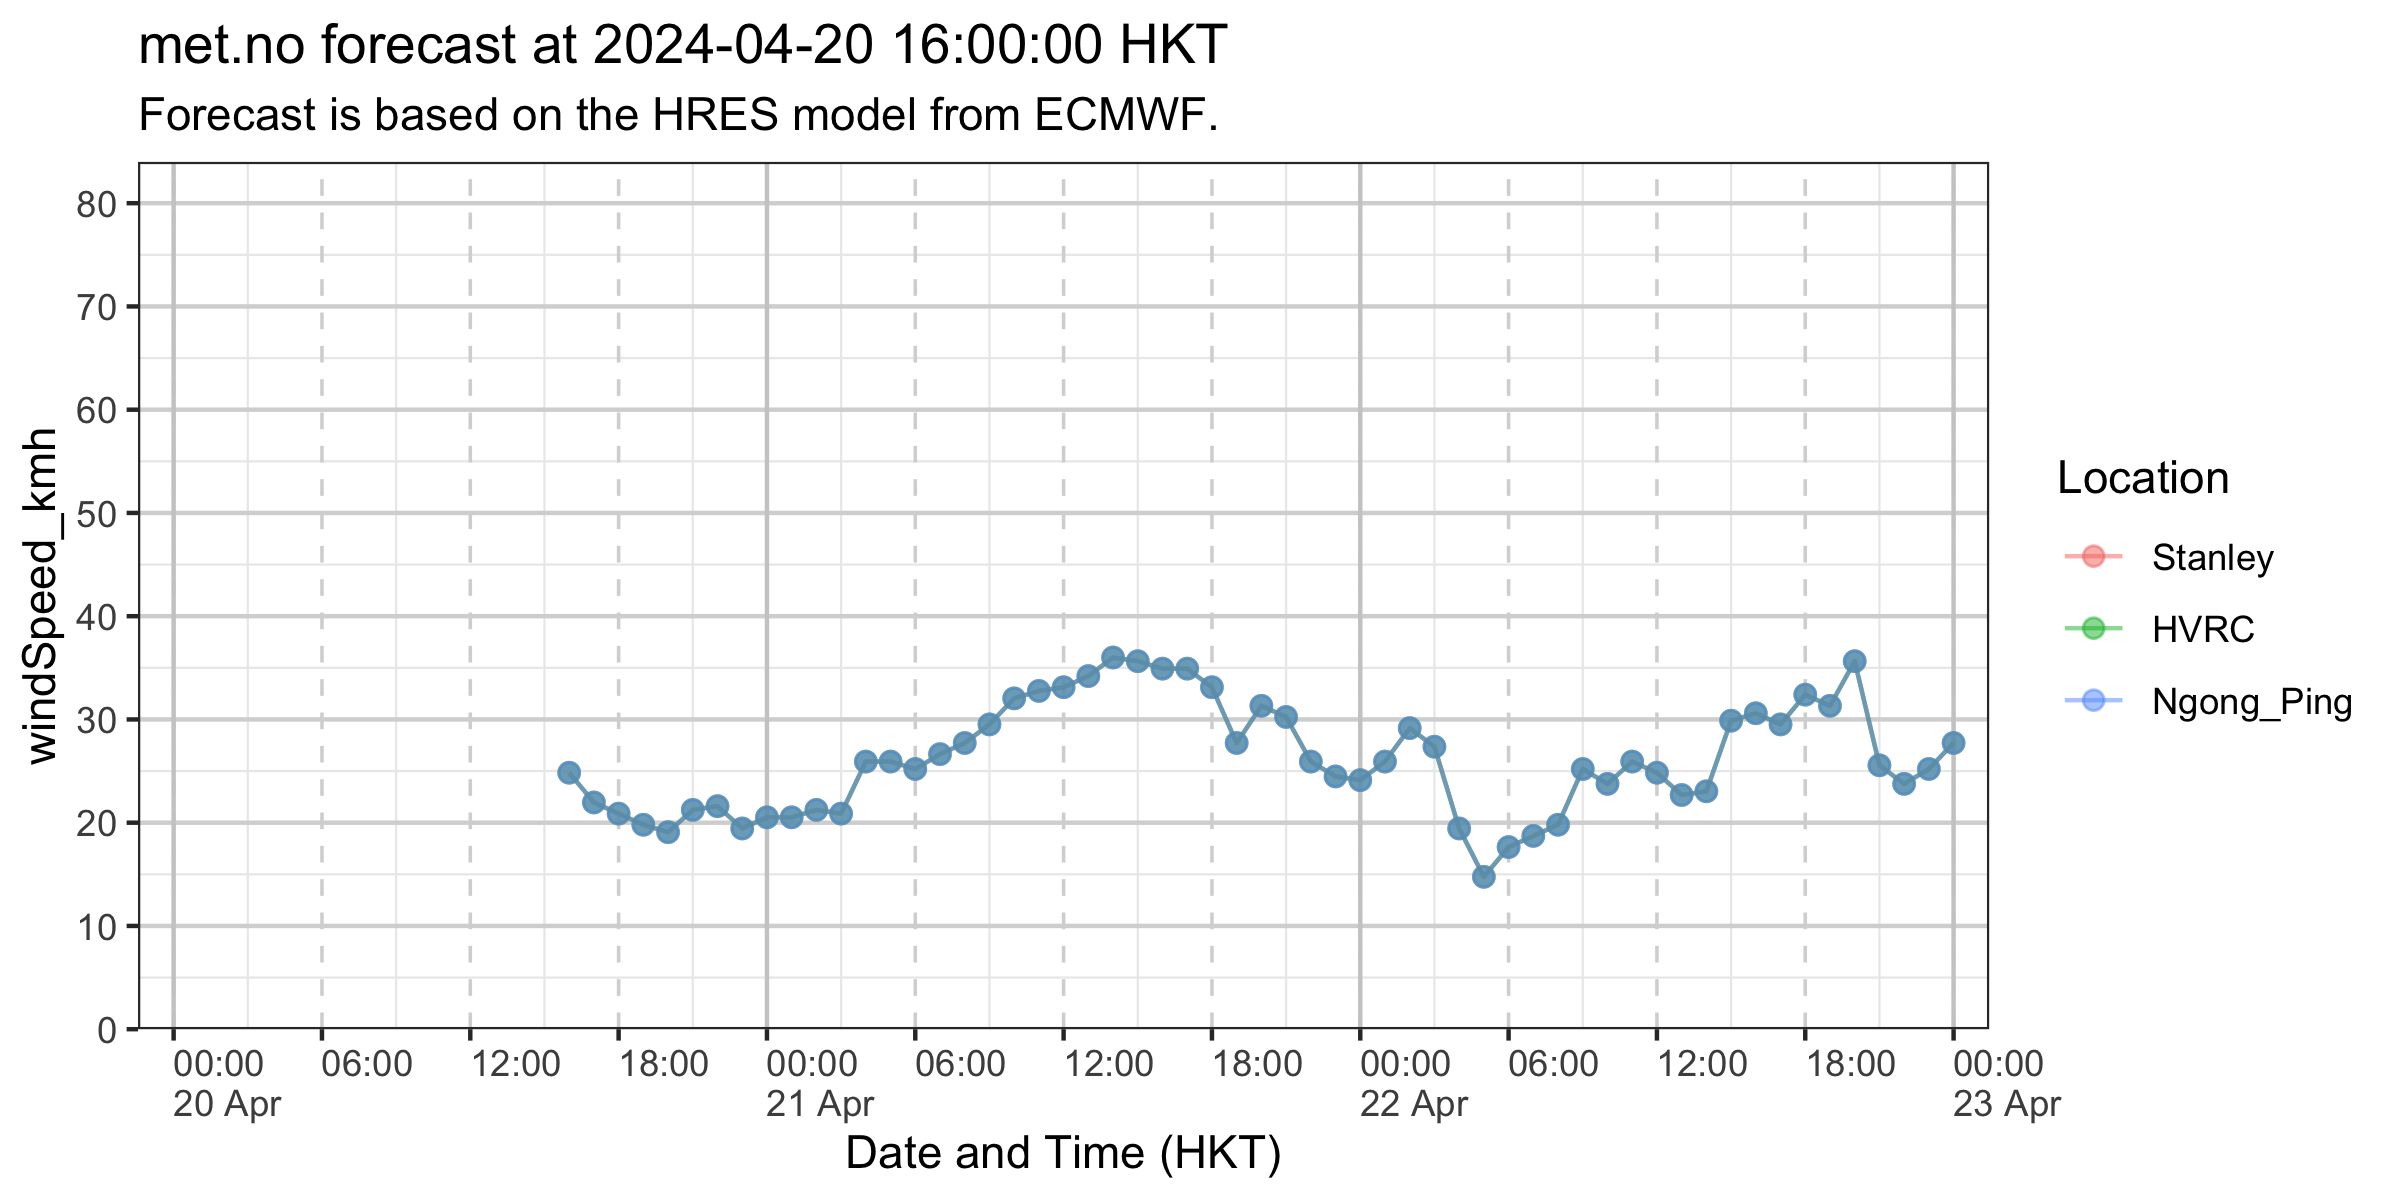 met.no forecast at 2024-04-20 16:00:00 HKT
Forecast is based on the HRES model from ECMWF.
windSpeed_kmh
80
70
60
50
40
30
20
10
0
00:00 06:00 12:00 18:00 00:00 06:00 12:00 18:00 00:00 06:00 12:00 18:00 00:00
20 Apr 21 Apr 22 Apr 23 Apr
Date and Time (HKT)
Location
Stanley
HVRC
Ngong_Ping